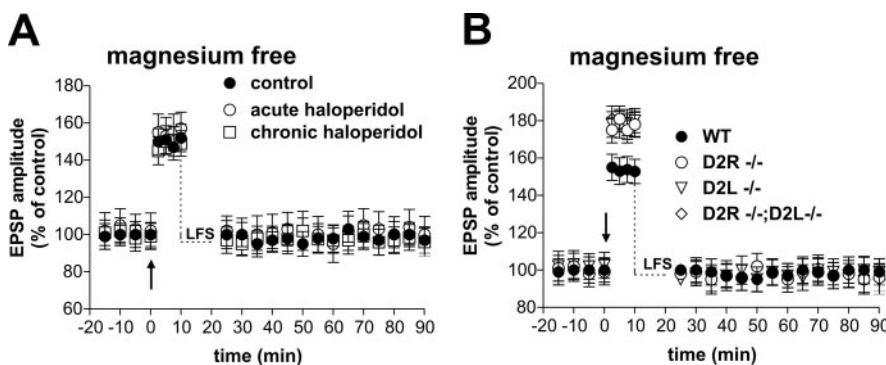 A
magnesium free
EPSP amplitude
(% of control)
180
160
140
120
100
80
60
control
acute haloperidol
chronic haloperidol
LFS
-20 -10 0 10 20 30 40 50 60 70 80 90
time (min)
B
magnesium free
EPSP amplitude
(% of control)
200
180
160
140
120
100
80
WT
D2R -/-
D2L -/-
D2R -/-;D2L-/-
LFS
-20 -10 0 10 20 30 40 50 60 70 80 90
time (min)